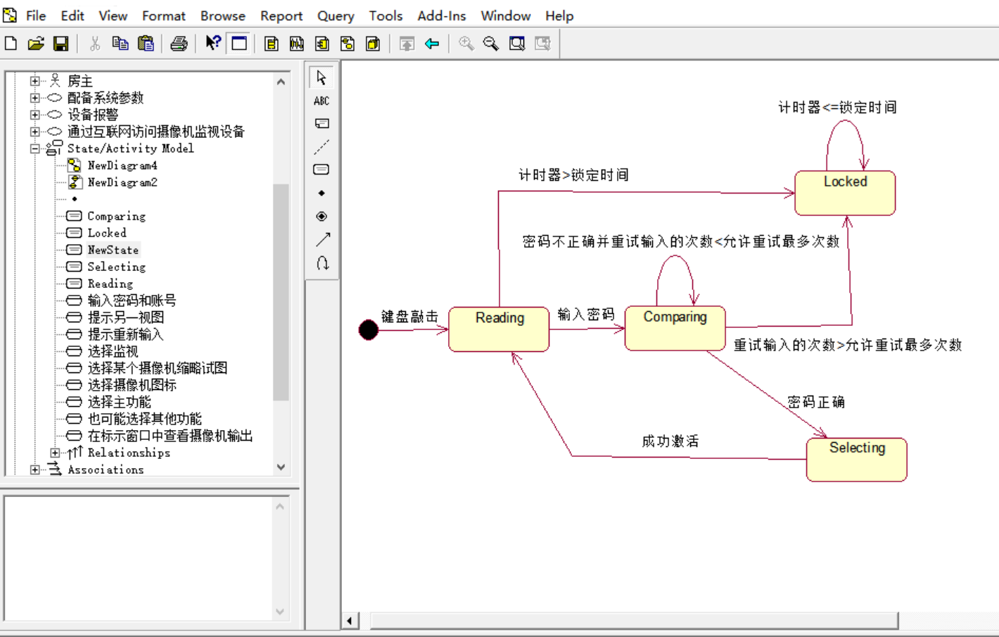 File Edit View Format Browse Report Query Tools Add-Ins Window Help
房主
配备系统参数
设备报警
通过互联网访问摄像机监视设备
State/Activity Model
NewDiagram4
NewDiagram2
Comparing
Locked
NewState
Selecting
Reading
输入密码和账号
提示另一视图
提示重新输入
选择监视
选择某个摄像机缩略试图
选择摄像机图标
选择主功能
也可能选择其他功能
在标示窗口中查看摄像机输出
Relationships
Associations
ABC
计时器<=锁定时间
计时器>锁定时间
Locked
密码不正确并重试输入的次数<允许重试最多次数
键盘敲击
Reading
输入密码
Comparing
重试输入的次数>允许重试最多次数
密码正确
成功激活
Selecting